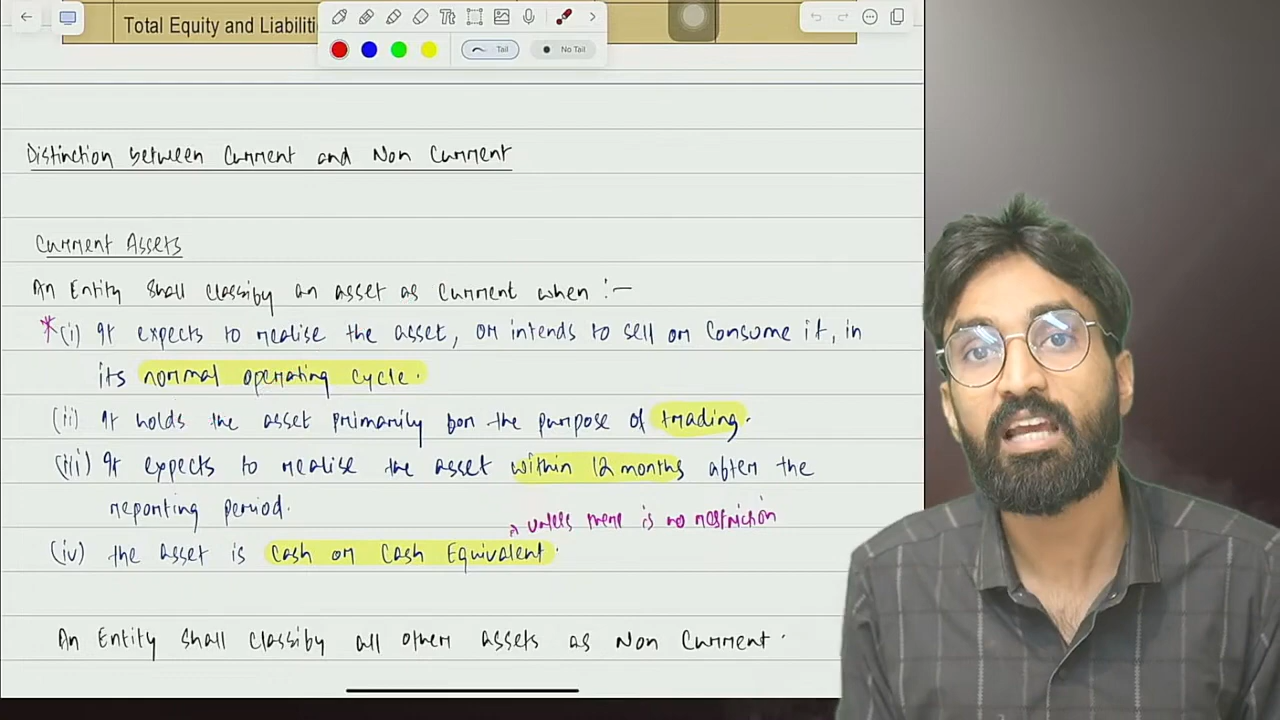 Total Equity and Liabiliti
Tail
No Tail
Distinction between Current and Non Current
Current Assets
An Entity shall classify an asset as current when :-
*(i) It expects to realise the asset, or intends to sell or consume it, in
its normal operating cycle.
(ii) It holds the asset primarily for the purpose of trading.
(iii) It expects to realise the asset within 12 months after the
reporting period.
unless there is no restriction
(iv) the asset is Cash or Cash Equivalent.
An Entity shall classify all other assets as Non Current.